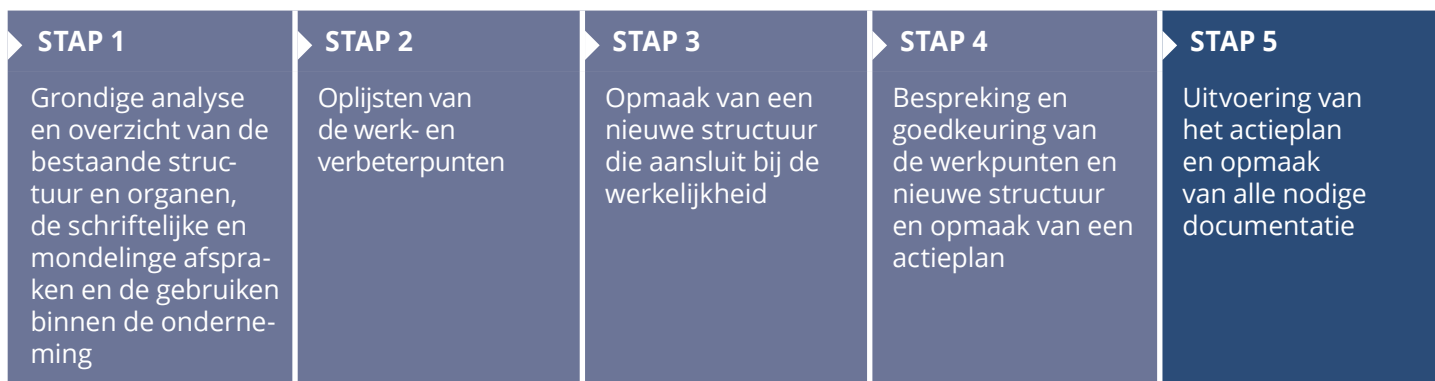 STAP 1
Grondige analyse
en overzicht van de
bestaande struc-
tuur en organen,
de schriftelijke en
mondelinge afspra-
ken en de gebruiken
binnen de onderne-
ming
STAP 2
Oplijsten van
de werk- en
verbeterpunten
STAP 3
Opmaak van een
nieuwe structuur
die aansluit bij de
werkelijkheid
STAP 4
Bespreking en
goedkeuring van
de werkpunten en
nieuwe structuur
en opmaak van een
actieplan
STAP 5
Uitvoering van
het actieplan
en opmaak
van alle nodige
documentatie